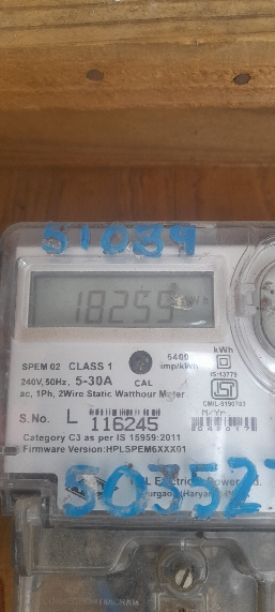 S1039
18259
kWh
SPEM 02 CLASS 1
6400
imp/kWh
IS-13779
240V, 50Hz, 5-30A CAL
ac, 1Ph, 2Wire Static Watthour Meter
S. No. L 116245
Category C3 as per IS 15959:2011
Firmware Version:HPLSPEM6XXX01
503527